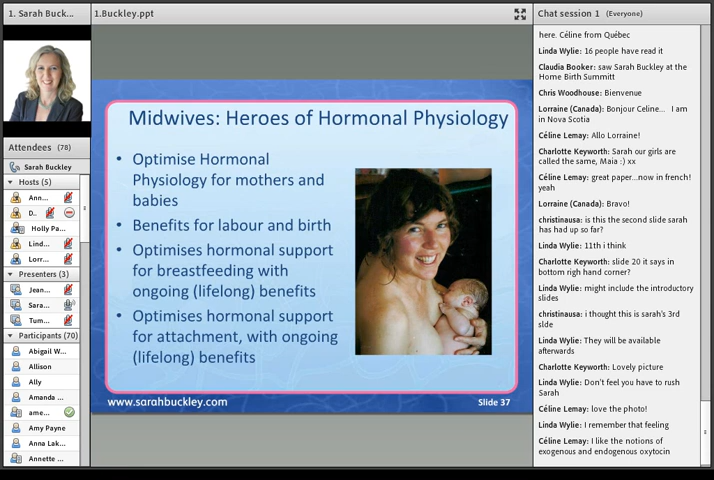 1. Sarah Buck...
Attendees (78)
Sarah Buckley
Hosts (5)
Ann...
D..
Holly Pa...
Lind...
Lorr...
Presenters (3)
Jean...
Sara...
Tum...
Participants (70)
Abigail W...
Allison
Ally
Amanda ...
ame...
Amy Payne
Anna Lak...
Annette ...
1.Buckley.ppt
Midwives: Heroes of Hormonal Physiology
• Optimise Hormonal
Physiology for mothers and
babies
• Benefits for labour and birth
• Optimises hormonal support
for breastfeeding with
ongoing (lifelong) benefits
• Optimises hormonal support
for attachment, with ongoing
(lifelong) benefits
www.sarahbuckley.com
Slide 37
Chat session 1 (Everyone)
here. Céline from Québec
Linda Wylie: 16 people have read it
Claudia Booker: saw Sarah Buckley at the
Home Birth Summitt
Chris Woodhouse: Bienvenue
Lorraine (Canada): Bonjour Celine... I am
in Nova Scotia
Céline Lemay: Allo Lorraine!
Charlotte Keyworth: Sarah our girls are
called the same, Maia :) xx
Céline Lemay: great paper...now in french!
yeah
Lorraine (Canada): Bravo!
christinausa: is this the second slide sarah
has had up so far?
Linda Wylie: 11th i think
Charlotte Keyworth: slide 20 it says in
bottom righ hand corner?
Linda Wylie: might include the introductory
slides
christinausa: i thought this is sarah's 3rd
slde
Linda Wylie: They will be available
afterwards
Charlotte Keyworth: Lovely picture
Linda Wylie: Don't feel you have to rush
Sarah
Céline Lemay: love the photo!
Linda Wylie: I remember that feeling
Céline Lemay: I like the notions of
exogenous and endogenous oxytocin